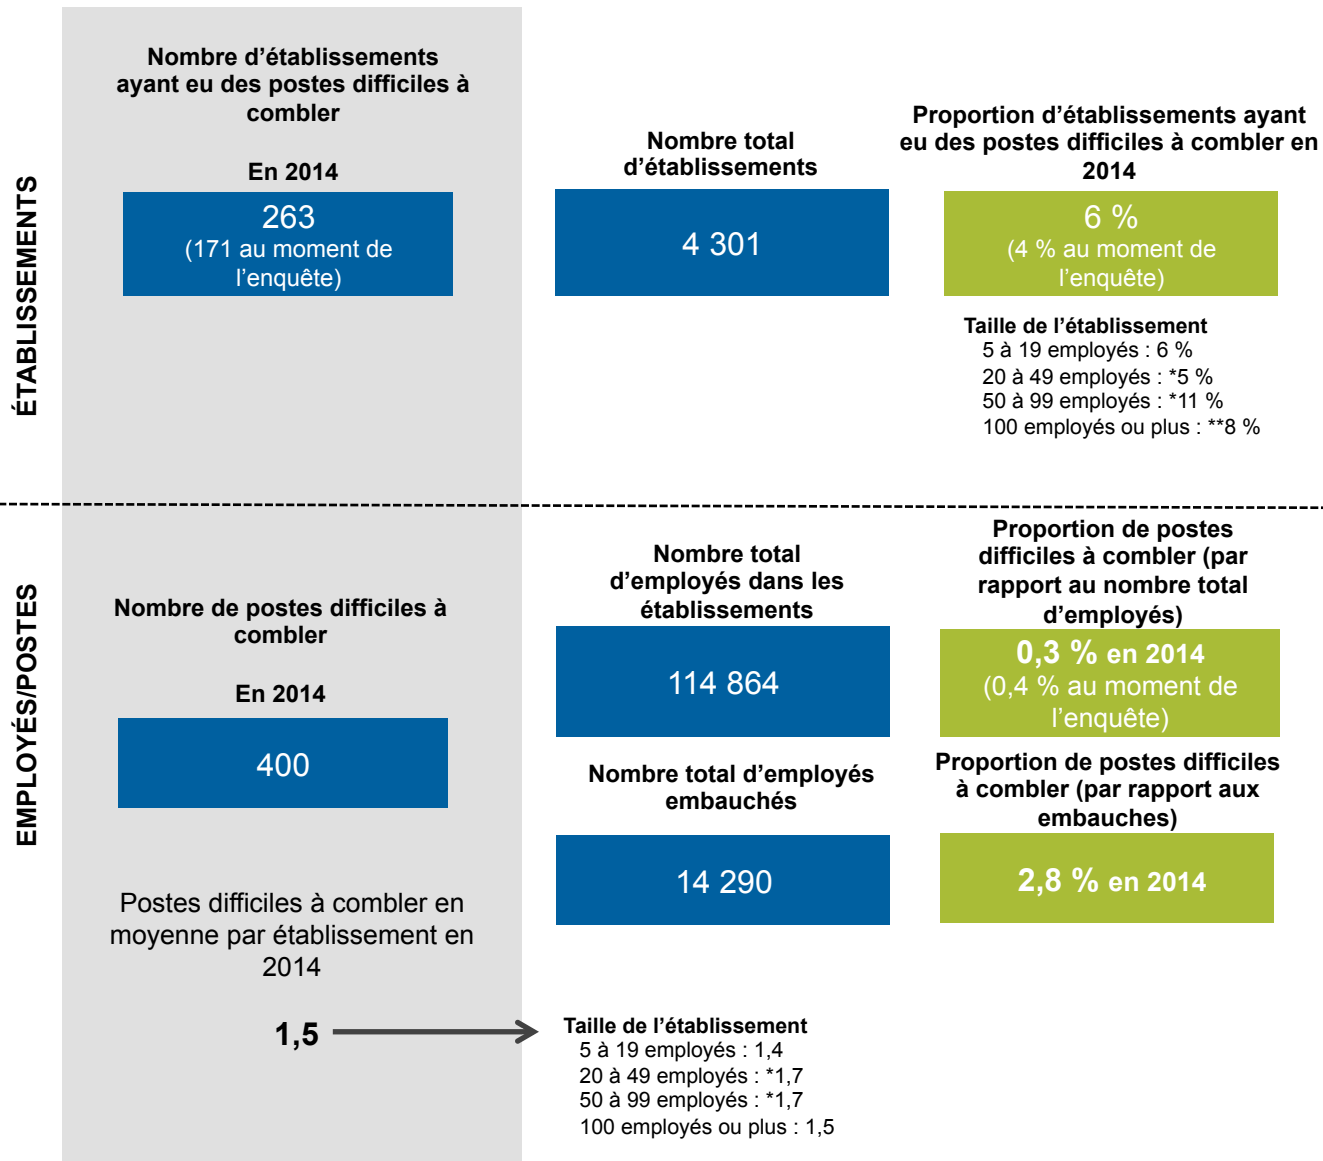 ÉTABLISSEMENTS
Nombre d’établissements
ayant eu des postes difficiles à
combler
En 2014
263
(171 au moment de
l’enquête)
Nombre total
d’établissements
4 301
Proportion d’établissements ayant
eu des postes difficiles à combler en
2014
6 %
(4 % au moment de
l’enquête)
Taille de l’établissement
5 à 19 employés : 6 %
20 à 49 employés : *5 %
50 à 99 employés : *11 %
100 employés ou plus : **8 %
EMPLOYÉS/POSTES
Nombre de postes difficiles à
combler
En 2014
400
Nombre total
d’employés dans les
établissements
114 864
Proportion de postes
difficiles à combler (par
rapport au nombre total
d’employés)
0,3 % en 2014
(0,4 % au moment de
l’enquête)
Nombre total d’employés
embauchés
14 290
Proportion de postes difficiles
à combler (par rapport aux
embauches)
2,8 % en 2014
Postes difficiles à combler en
moyenne par établissement en
2014
1,5
Taille de l’établissement
5 à 19 employés : 1,4
20 à 49 employés : *1,7
50 à 99 employés : *1,7
100 employés ou plus : 1,5